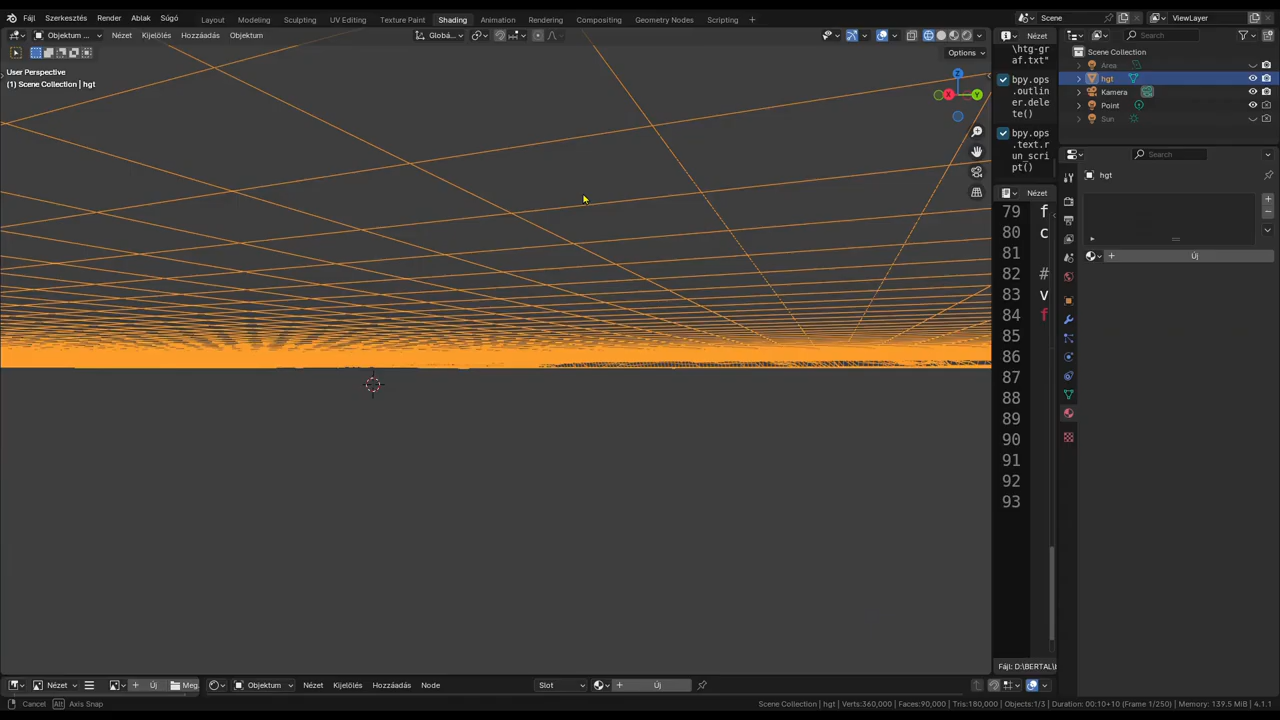 Fájl Szerkesztés Render Ablak Súgó Layout Modeling Sculpting UV Editing Texture Paint Shading Animation Rendering Compositing Geometry Nodes Scripting + Scene ViewLayer
Objektum ... Nézet Kijelölés Hozzáadás Objektum Globá... Nézet Search
Options
User Perspective
(1) Scene Collection | hgt
Z
X
Y
\htg-gr
af.txt"
bpy.ops
.outlin
er.dele
te()
bpy.ops
.text.r
un_scri
pt()
Nézet
79 f
80 c
81
82 #
83 v
84 f
85
86
87
88
89
90
91
92
93
Fájl: D:\BERTAL\
Scene Collection
Area
hgt
Kamera
Point
Sun
Search
hgt
Új
Nézet Új Meg Objektum Nézet Kijelölés Hozzáadás Node Slot Új
Cancel Alt Axis Snap Scene Collection | hgt | Verts:360,000 | Faces:90,000 | Tris:180,000 | Objects:1/3 | Duration: 00:10+10 (Frame 1/250) | Memory: 139.5 MiB | 4.1.1